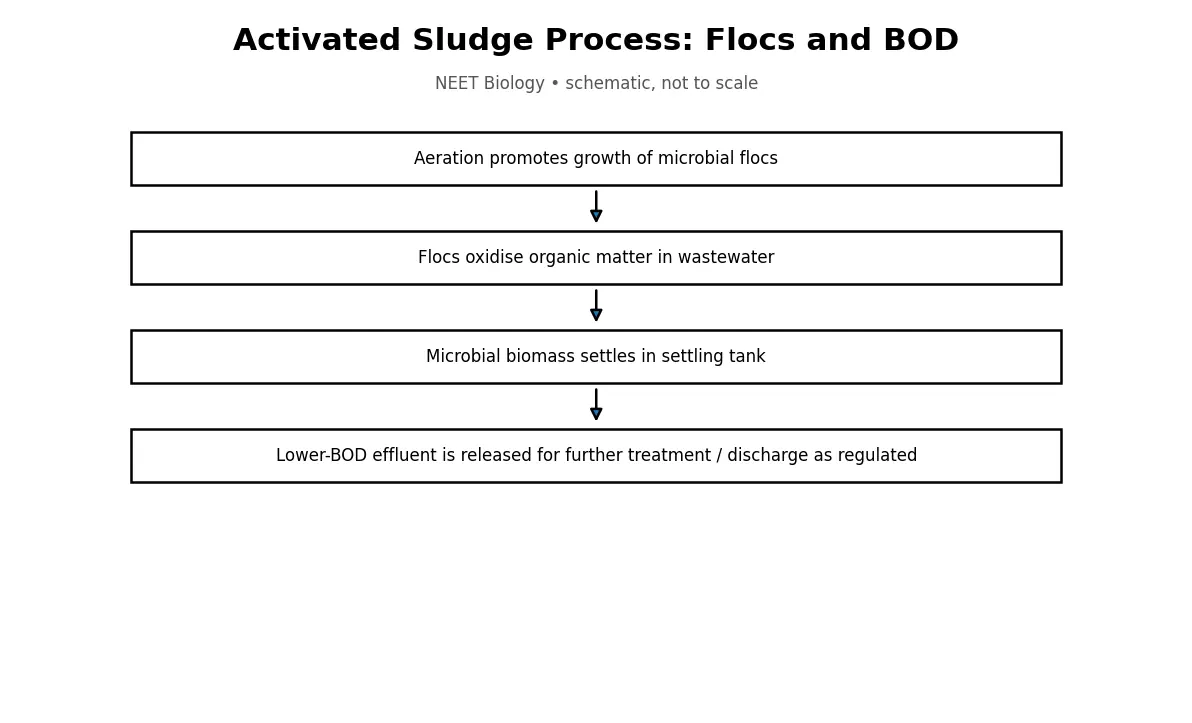 Activated Sludge Process: Flocs and BOD
NEET Biology • schematic, not to scale
Aeration promotes growth of microbial flocs
Flocs oxidise organic matter in wastewater
Microbial biomass settles in settling tank
Lower-BOD effluent is released for further treatment / discharge as regulated